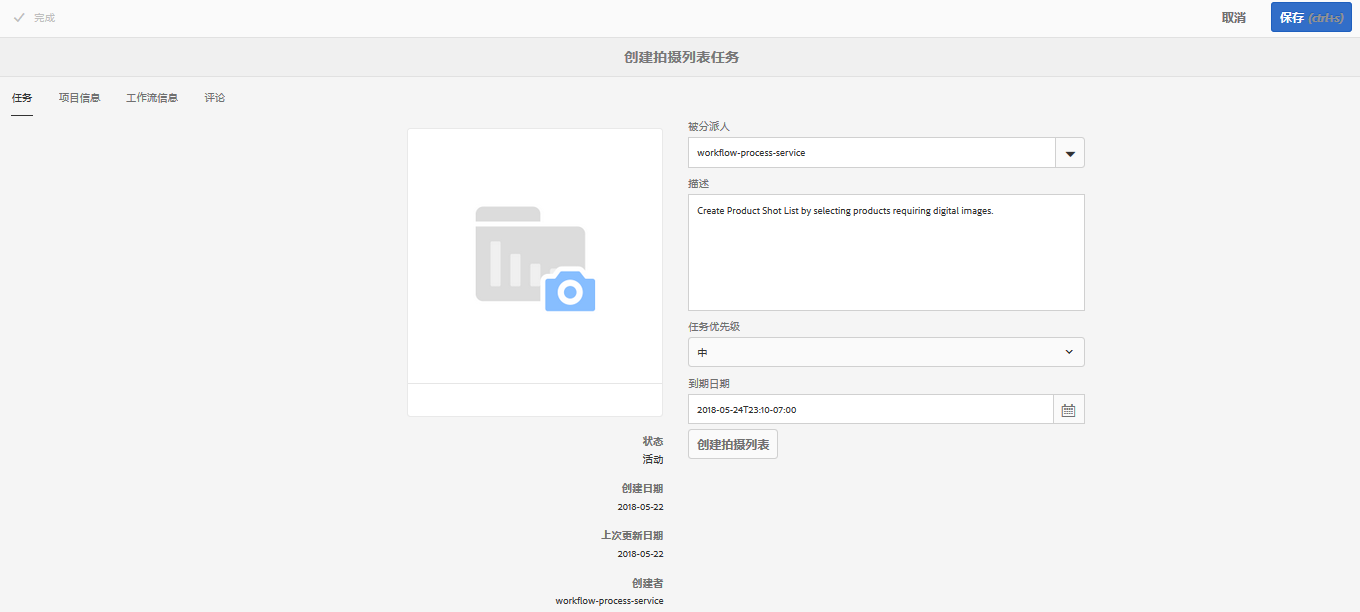 完成
取消
保存 (ctrl+s)
创建拍摄列表任务
任务 项目信息 工作流信息 评论
被分派人
workflow-process-service
描述
Create Product Shot List by selecting products requiring digital images.
任务优先级
中
到期日期
2018-05-24T23:10-07:00
创建拍摄列表
状态
活动
创建日期
2018-05-22
上次更新日期
2018-05-22
创建者
workflow-process-service